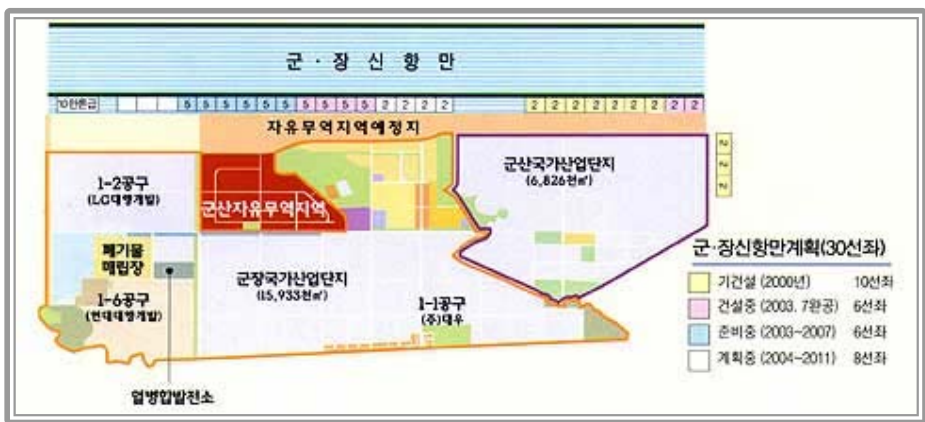 군·장신항만
10만톤급 5 5 5 5 5 5 5 5 5 5 2 2 2 2 2 2 2 2 2 2 2 2 2
자유무역지역예정지
2
2
2
1-2공구
(LG대행개발)
군산자유무역지역
군산국가산업단지
(6,826천㎡)
폐기물
매립장
1-6공구
(현대대행개발)
군장국가산업단지
(15,933천㎡)
1-1공구
(주)대우
열병합발전소
군·장신항만계획(30선좌)
기건설 (2000년) 10선좌
건설중 (2003. 7완공) 6선좌
준비중 (2003~2007) 6선좌
계획중 (2004~2011) 8선좌